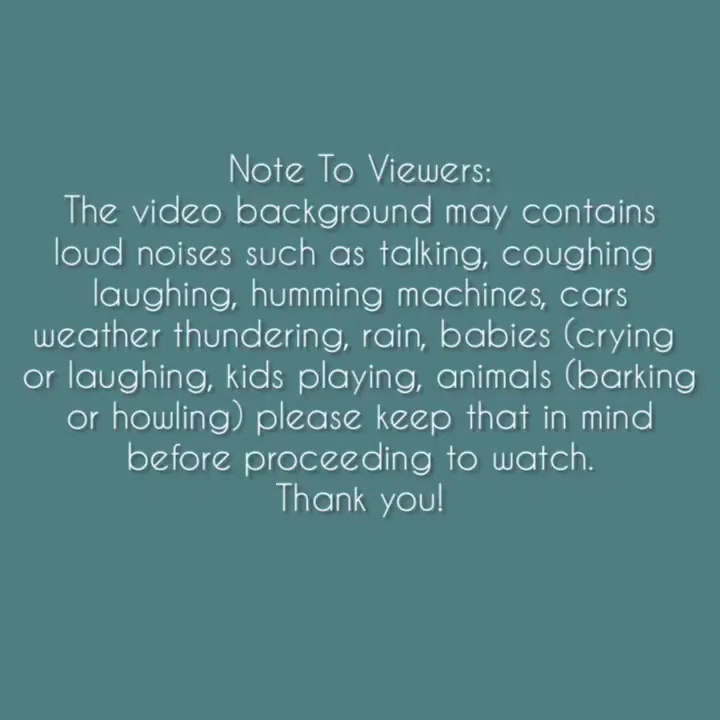 Note To Viewers:
The video background may contains
loud noises such as talking, coughing
laughing, humming machines, cars
weather thundering, rain, babies (crying
or laughing, kids playing, animals (barking
or howling) please keep that in mind
before proceeding to watch.
Thank you!